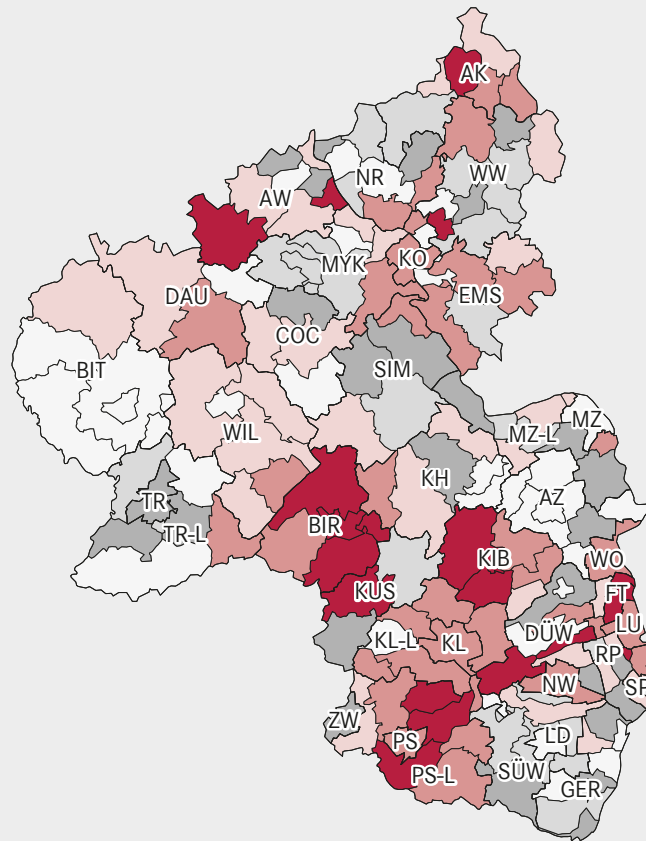 AK
NR
WW
AW
MYK
KO
EMS
DAU
COC
BIT
SIM
WIL
MZ
MZ-L
KH
AZ
TR
TR-L
BIR
KIB
WO
KUS
FT
LU
KL-L
KL
DÜW
RP
NW
SP
ZW
PS
LD
PS-L
SÜW
GER